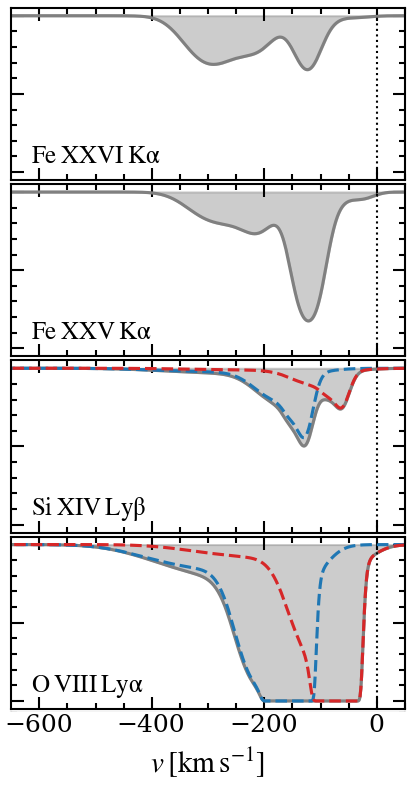 Fe XXVI Kα
Fe XXV Kα
Si XIV Lyβ
O VIII Lyα
−600 −400 −200 0
v [km s⁻¹]